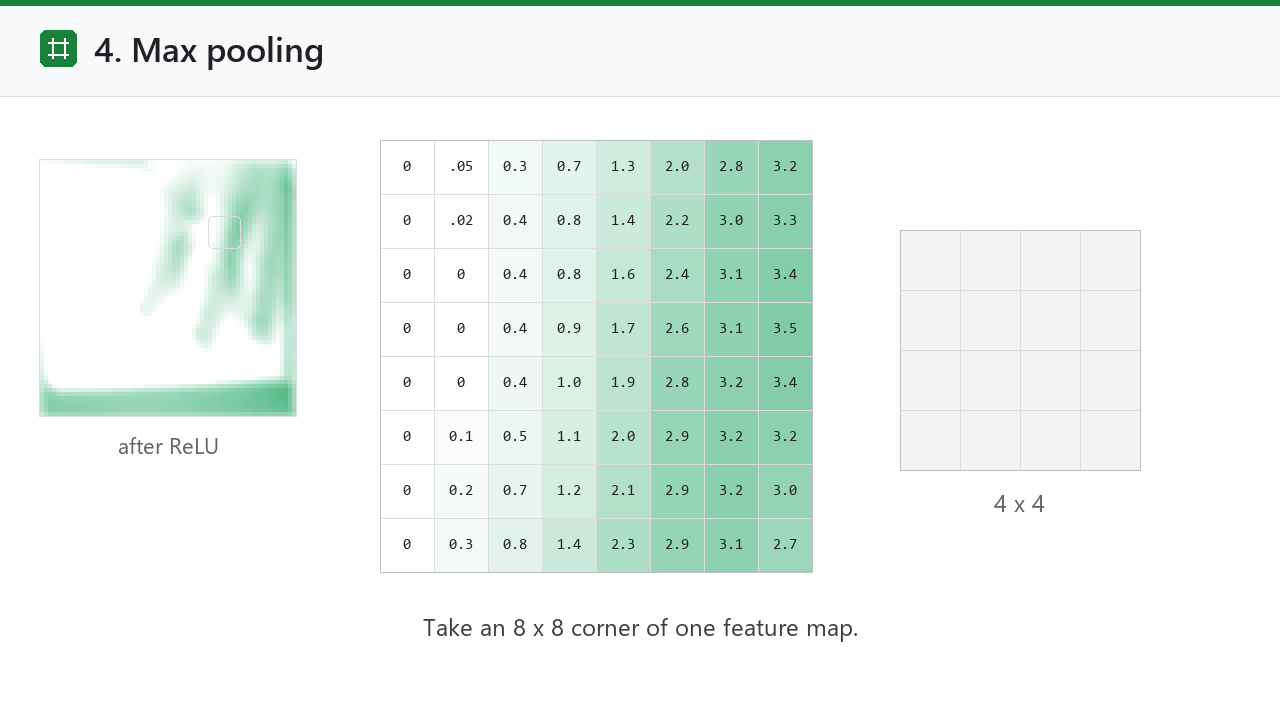 4. Max pooling
0 .05 0.3 0.7 1.3 2.0 2.8 3.2
0 .02 0.4 0.8 1.4 2.2 3.0 3.3
0 0 0.4 0.8 1.6 2.4 3.1 3.4
0 0 0.4 0.9 1.7 2.6 3.1 3.5
0 0 0.4 1.0 1.9 2.8 3.2 3.4
0 0.1 0.5 1.1 2.0 2.9 3.2 3.2
0 0.2 0.7 1.2 2.1 2.9 3.2 3.0
0 0.3 0.8 1.4 2.3 2.9 3.1 2.7
after ReLU
4 x 4
Take an 8 x 8 corner of one feature map.